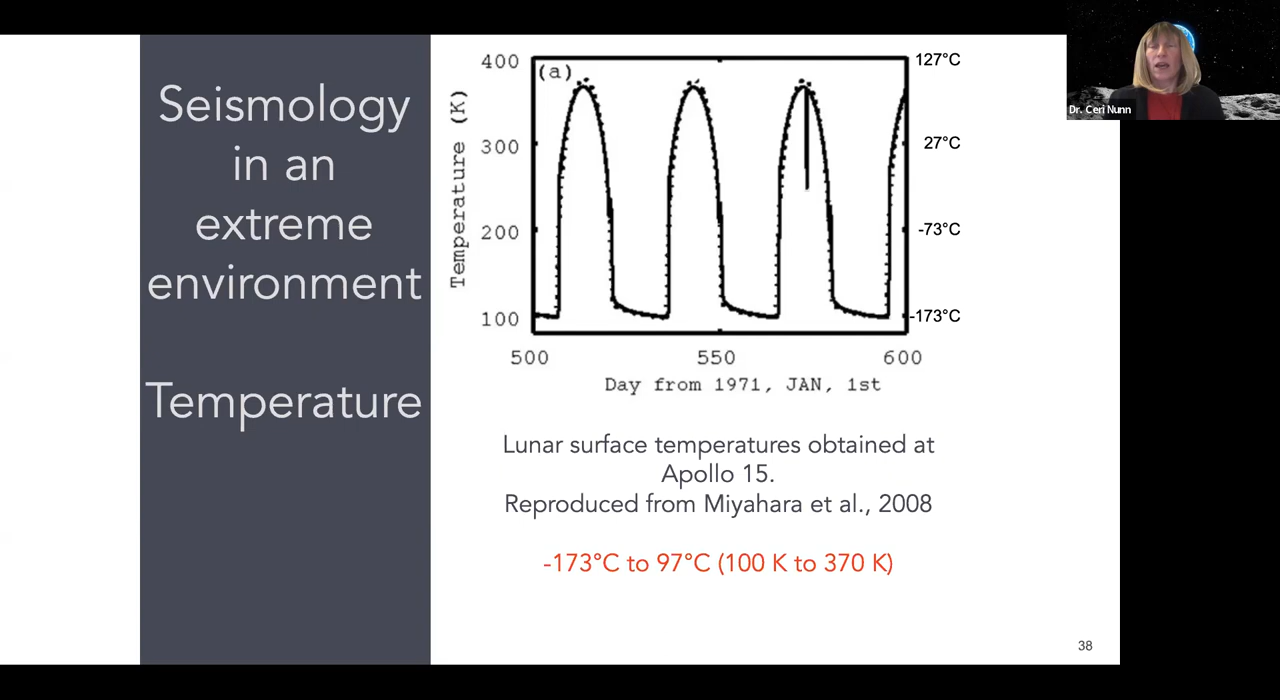 Seismology
in an
extreme
environment
Temperature
(a)
400
300
200
100
Temperature (K)
127°C
27°C
-73°C
-173°C
500
550
600
Day from 1971, JAN, 1st
Lunar surface temperatures obtained at
Apollo 15.
Reproduced from Miyahara et al., 2008
-173°C to 97°C (100 K to 370 K)
38
Dr. Ceri Nunn